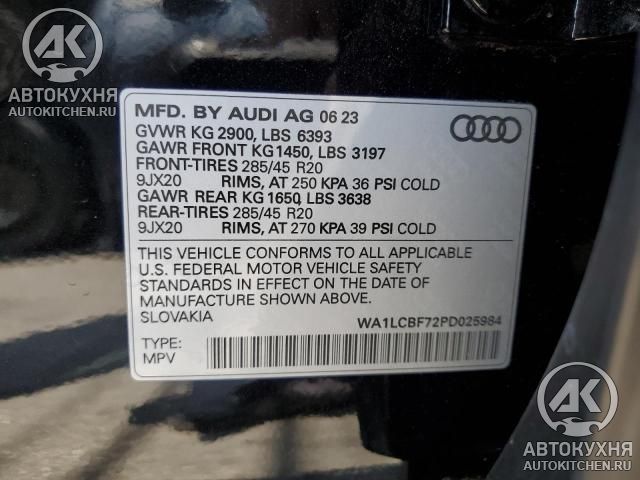 AK
АВТОКУХНЯ
AUTOKITCHEN.RU
MFD. BY AUDI AG 06 23
GVWR KG 2900, LBS 6393
GAWR FRONT KG 1450, LBS 3197
FRONT-TIRES 285/45 R20
9JX20 RIMS, AT 250 KPA 36 PSI COLD
GAWR REAR KG 1650, LBS 3638
REAR-TIRES 285/45 R20
9JX20 RIMS, AT 270 KPA 39 PSI COLD
THIS VEHICLE CONFORMS TO ALL APPLICABLE
U.S. FEDERAL MOTOR VEHICLE SAFETY
STANDARDS IN EFFECT ON THE DATE OF
MANUFACTURE SHOWN ABOVE.
SLOVAKIA WA1LCBF72PD025984
TYPE:
MPV
AK
АВТОКУХНЯ
AUTOKITCHEN.RU